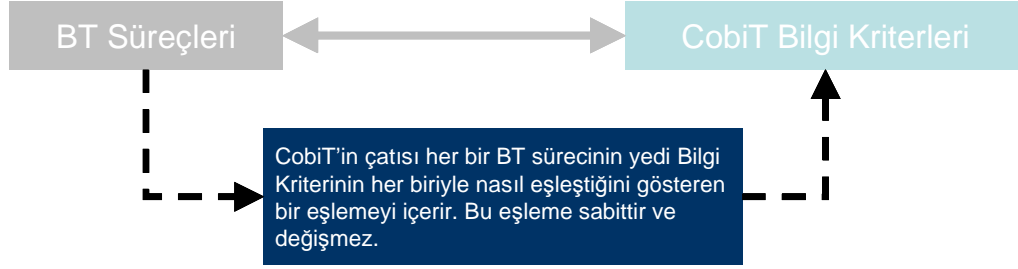 BT Süreçleri
CobiT Bilgi Kriterleri
CobiT'in çatısı her bir BT sürecinin yedi Bilgi
Kriterinin her biriyle nasıl eşleştiğini gösteren
bir eşlemeyi içerir. Bu eşleme sabittir ve
değişmez.